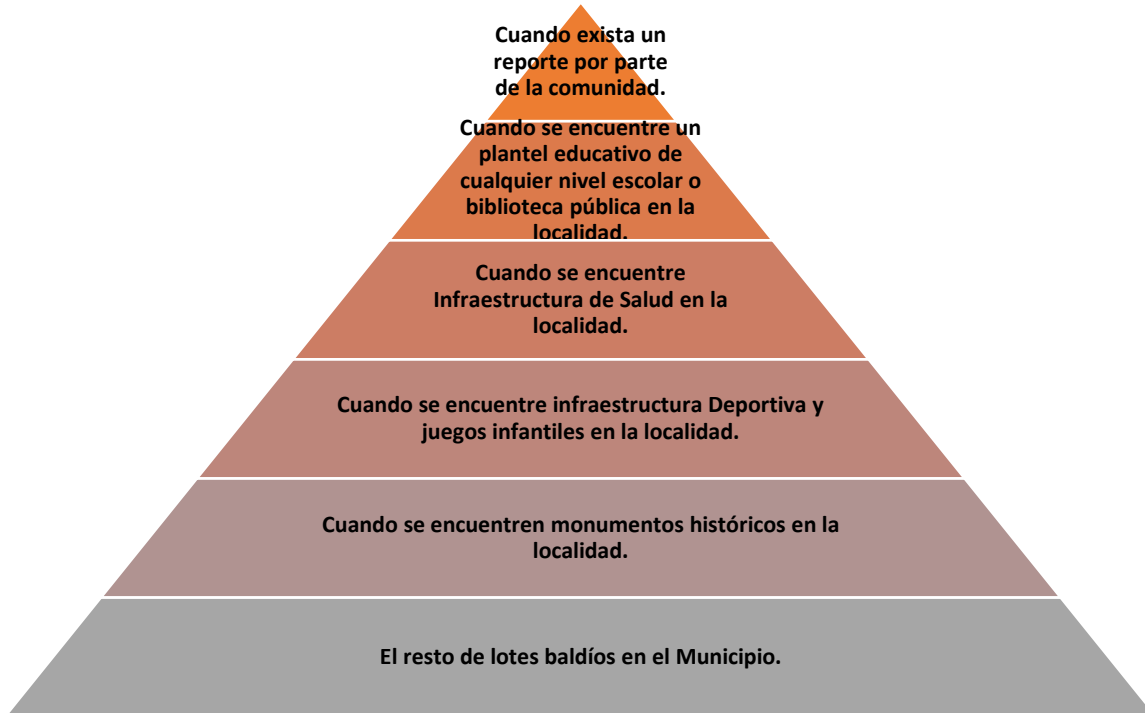 Cuando exista un
reporte por parte
de la comunidad.
Cuando se encuentre un
plantel educativo de
cualquier nivel escolar o
biblioteca pública en la
localidad.
Cuando se encuentre
Infraestructura de Salud en la
localidad.
Cuando se encuentre infraestructura Deportiva y
juegos infantiles en la localidad.
Cuando se encuentren monumentos históricos en la
localidad.
El resto de lotes baldíos en el Municipio.